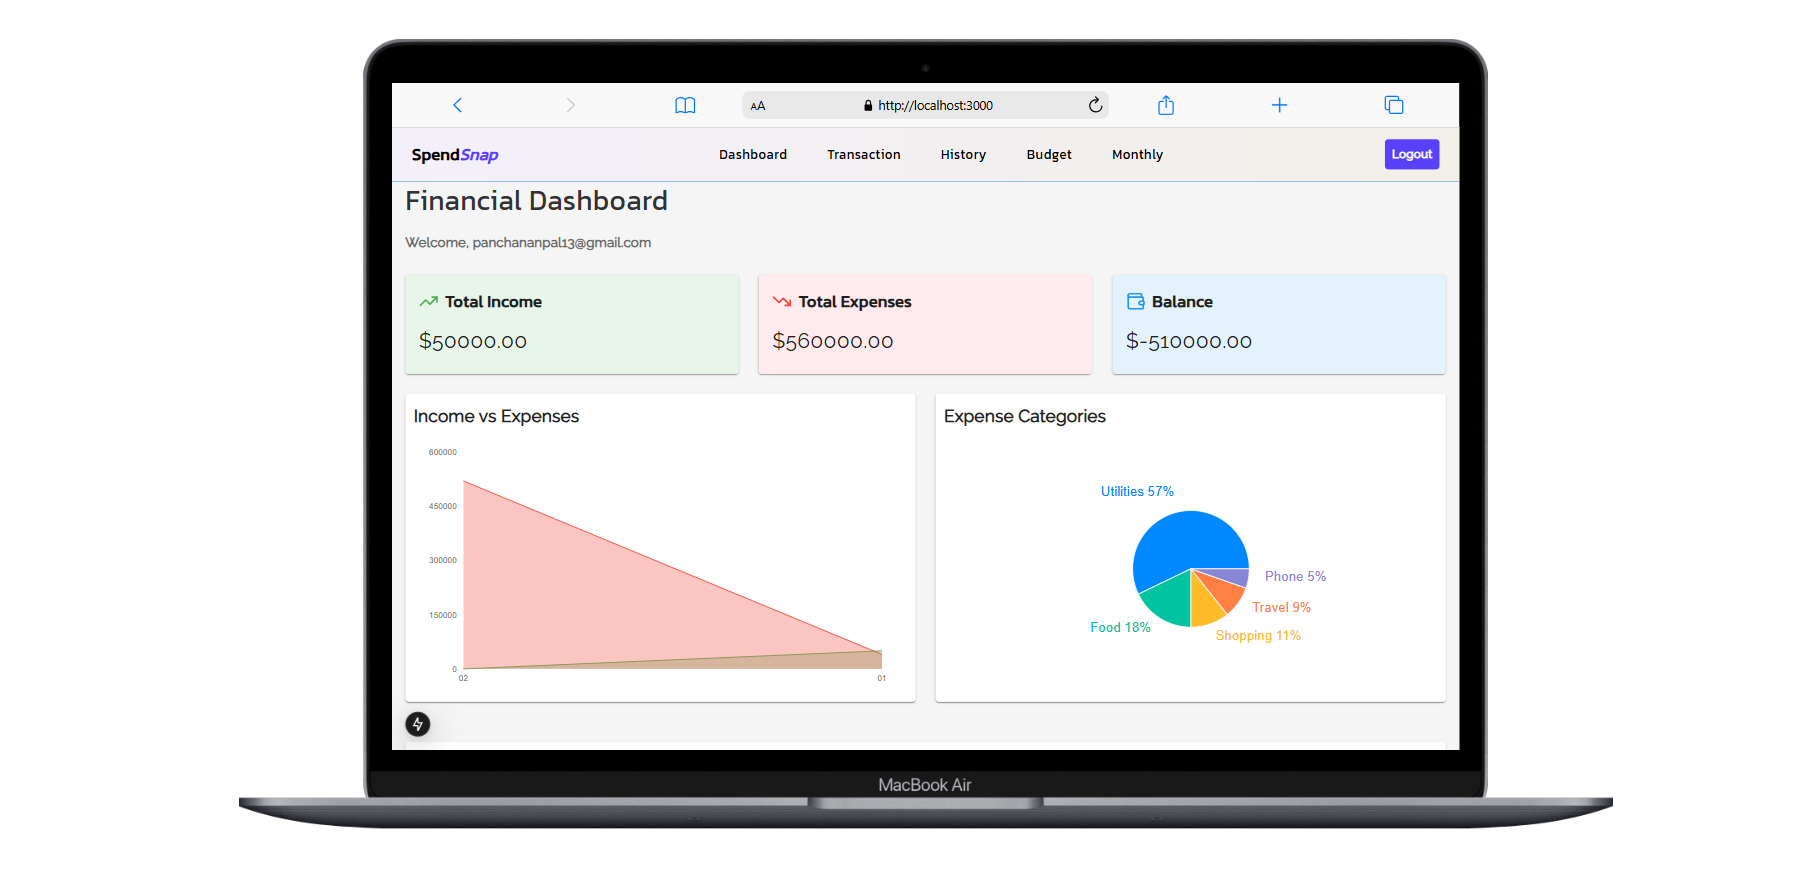 AA http://localhost:3000
SpendSnap Dashboard Transaction History Budget Monthly Logout
Financial Dashboard
Welcome, panchananpal13@gmail.com
Total Income
$50000.00
Total Expenses
$560000.00
Balance
$-510000.00
Income vs Expenses
600000
450000
300000
150000
0
02 01
Expense Categories
Utilities 57%
Phone 5%
Travel 9%
Food 18%
Shopping 11%
MacBook Air